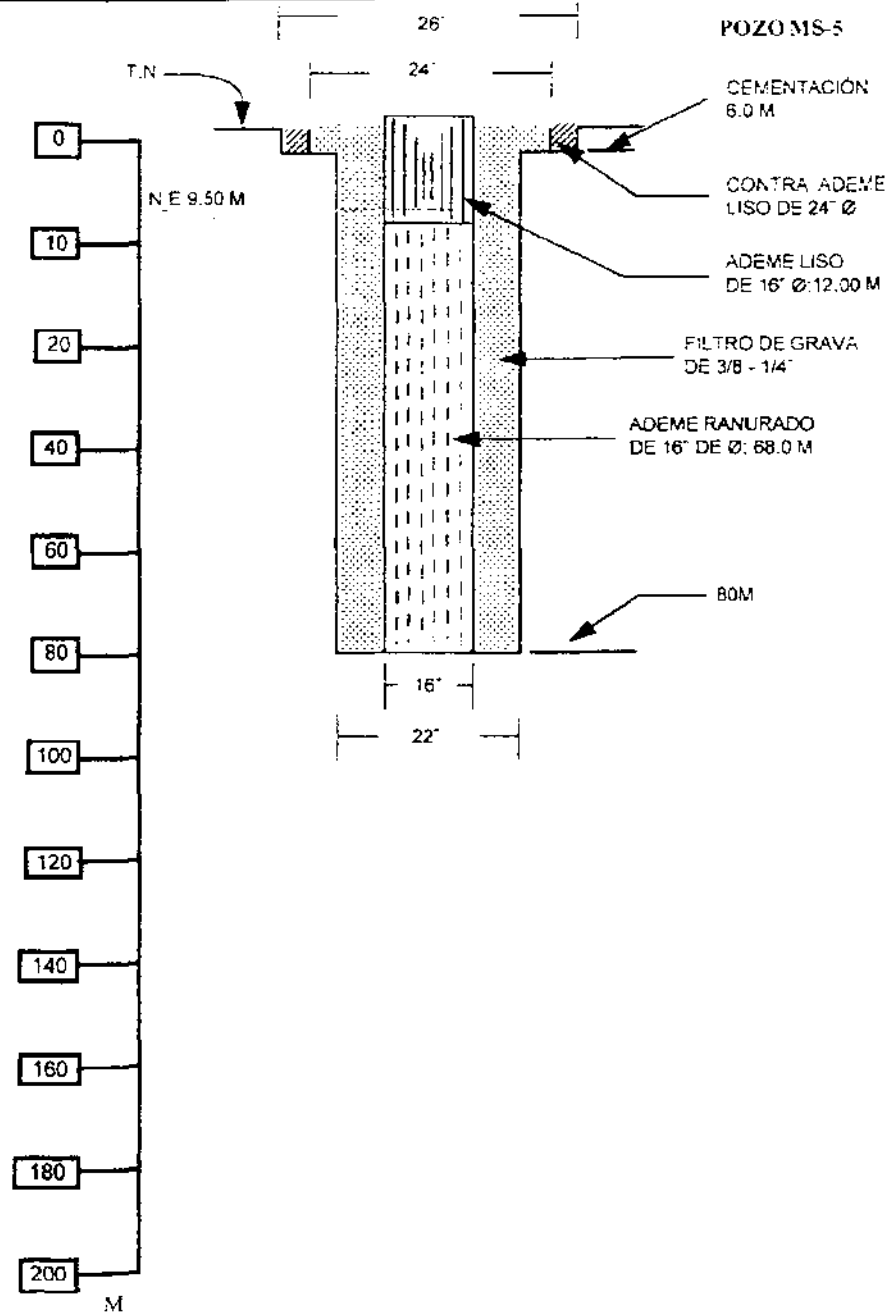 26"
POZO MS-5
24"
T.N
CEMENTACIÓN
6.0 M
0
N.E 9.50 M
CONTRA ADEME
LISO DE 24" Ø
10
ADEME LISO
DE 16" Ø:12.00 M
20
FILTRO DE GRAVA
DE 3/8 - 1/4"
40
ADEME RANURADO
DE 16" DE Ø: 68.0 M
60
80M
80
16"
22"
100
120
140
160
180
200
M